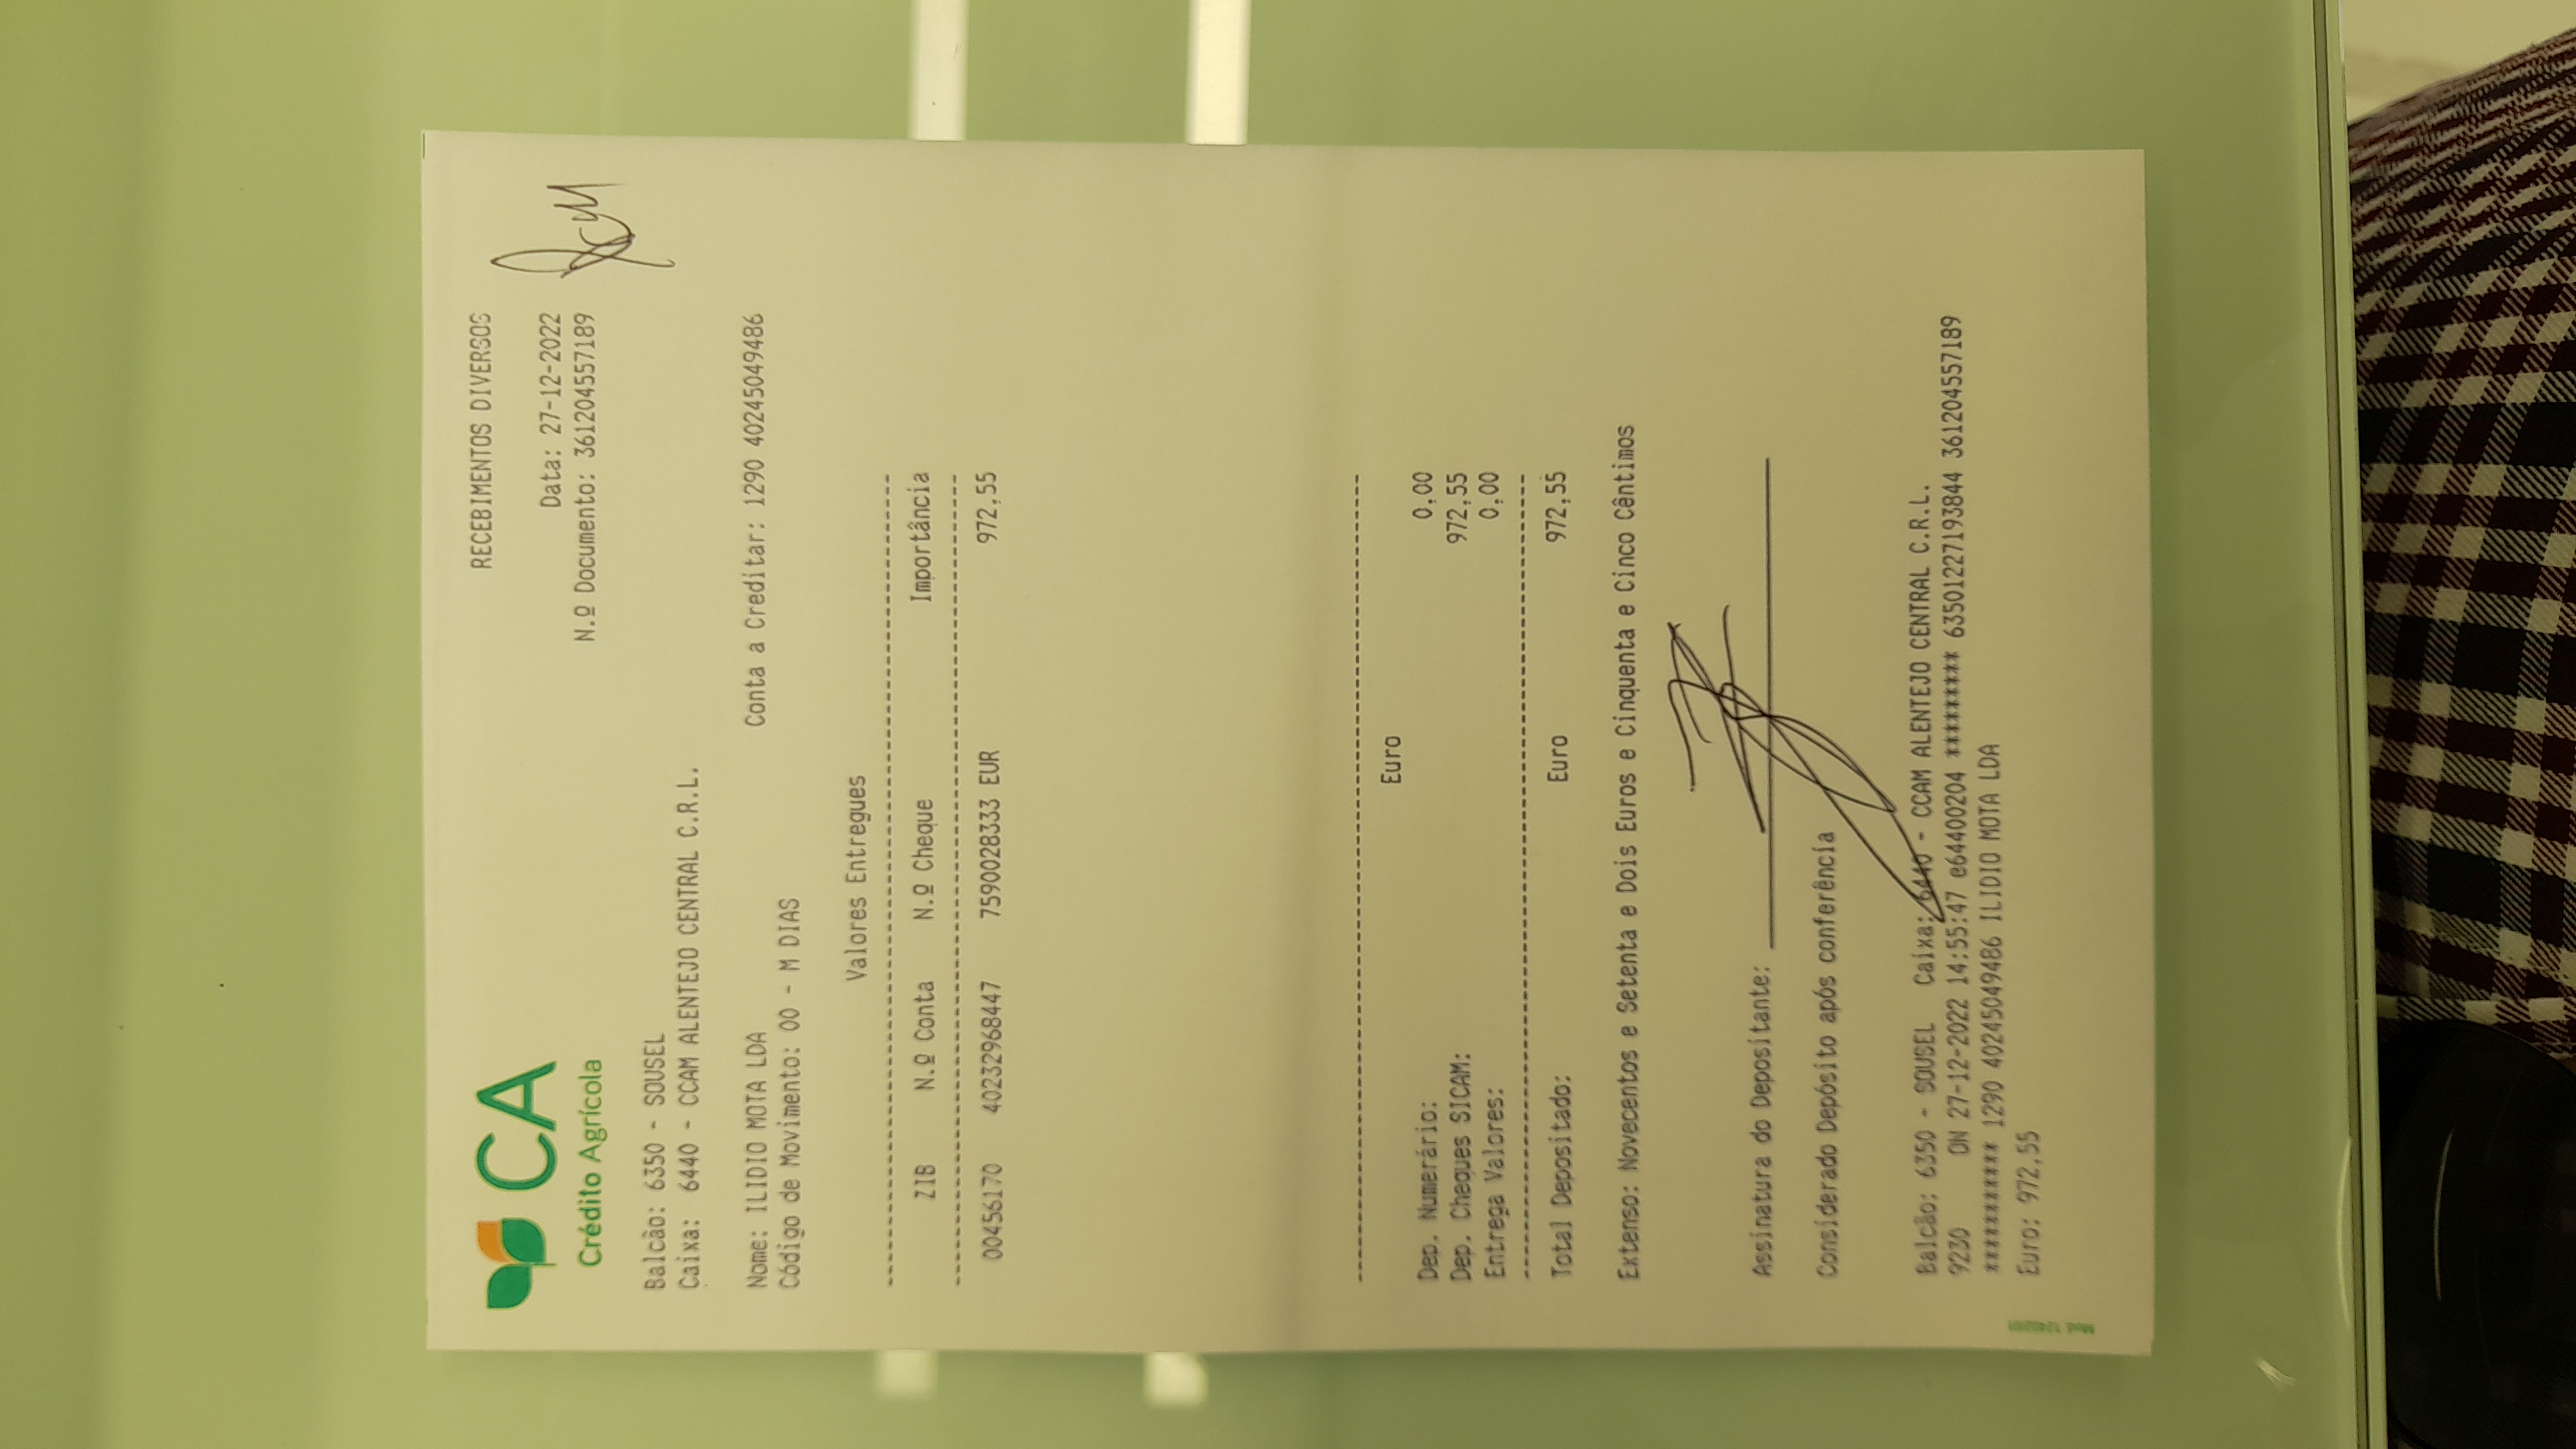 CA
Crédito Agrícola
RECEBIMENTOS DIVERSOS
Data: 27-12-2022
N.º Documento: 361204557189
Balcão: 6350 - SOUSEL
Caixa: 6440 - CCAM ALENTEJO CENTRAL C.R.L.
Nome: ILIDIO MOTA LDA Conta a Creditar: 1290 40245049486
Código de Movimento: 00 - M DIAS
Valores Entregues
ZIB N.º Conta N.º Cheque Importância
00456170 40232968447 7590028333 EUR 972,55
Euro
Dep. Numerário: 0,00
Dep. Cheques SICAM: 972,55
Entrega Valores: 0,00
Total Depositado: Euro 972,55
Extenso: Novecentos e Setenta e Dois Euros e Cinquenta e Cinco Cêntimos
Assinatura do Depositante:
Considerado Depósito após conferência
Balcão: 6350 - SOUSEL Caixa: 6440 - CCAM ALENTEJO CENTRAL C.R.L.
9230 ON 27-12-2022 14:55:47 e6440204 ******** 6350122719384​4 361204557189
*********** 1290 40245049486 ILIDIO MOTA LDA
Euro: 972,55